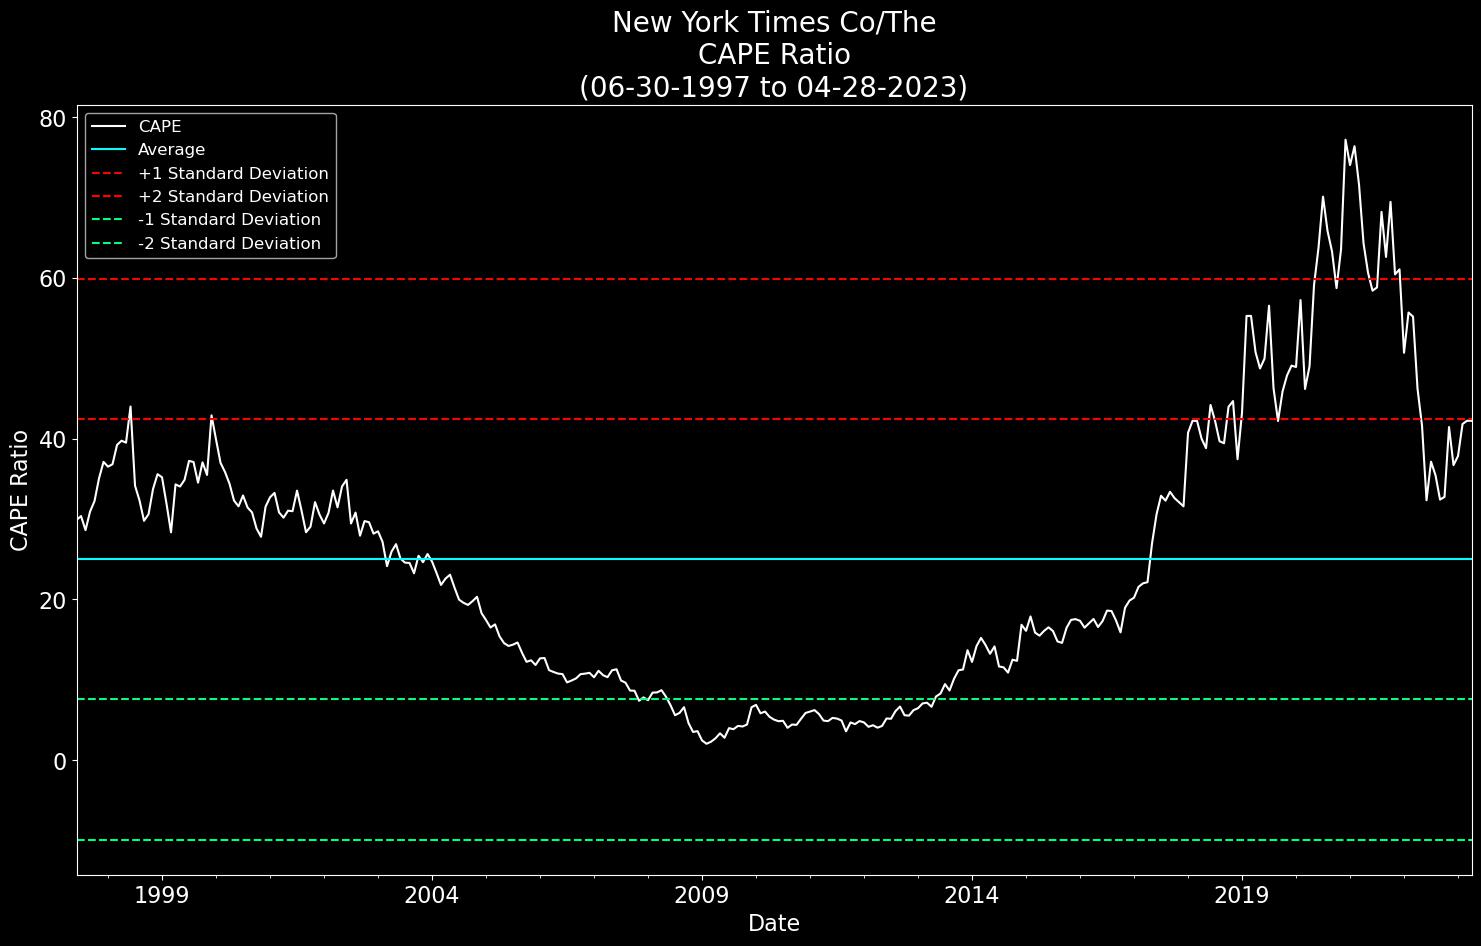 New York Times Co/The
CAPE Ratio
(06-30-1997 to 04-28-2023)
CAPE
Average
+1 Standard Deviation
+2 Standard Deviation
-1 Standard Deviation
-2 Standard Deviation
CAPE Ratio
80
60
40
20
0
1999
2004
2009
2014
2019
Date